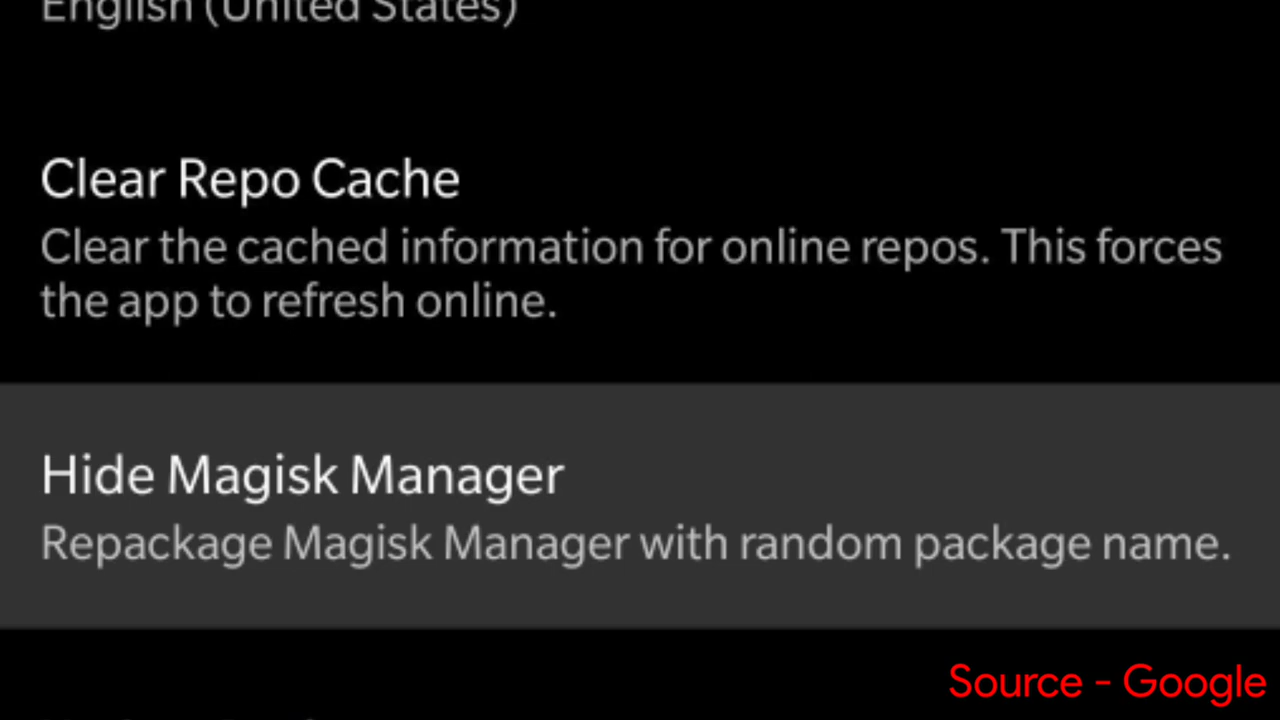 English (United States)
Clear Repo Cache
Clear the cached information for online repos. This forces
the app to refresh online.
Hide Magisk Manager
Repackage Magisk Manager with random package name.
Source - Google